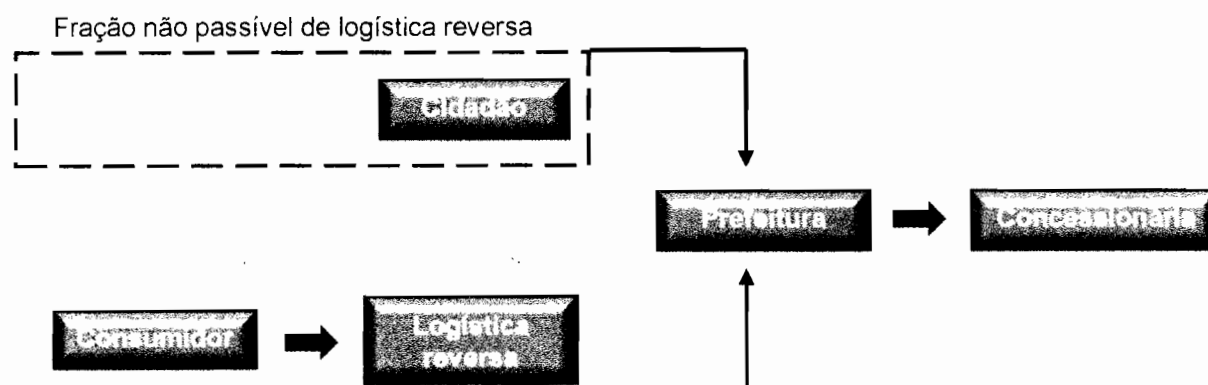 Fração não passível de logística reversa
Cidadão
Prefeitura
Concessionária
Consumidor
Logística
reversa